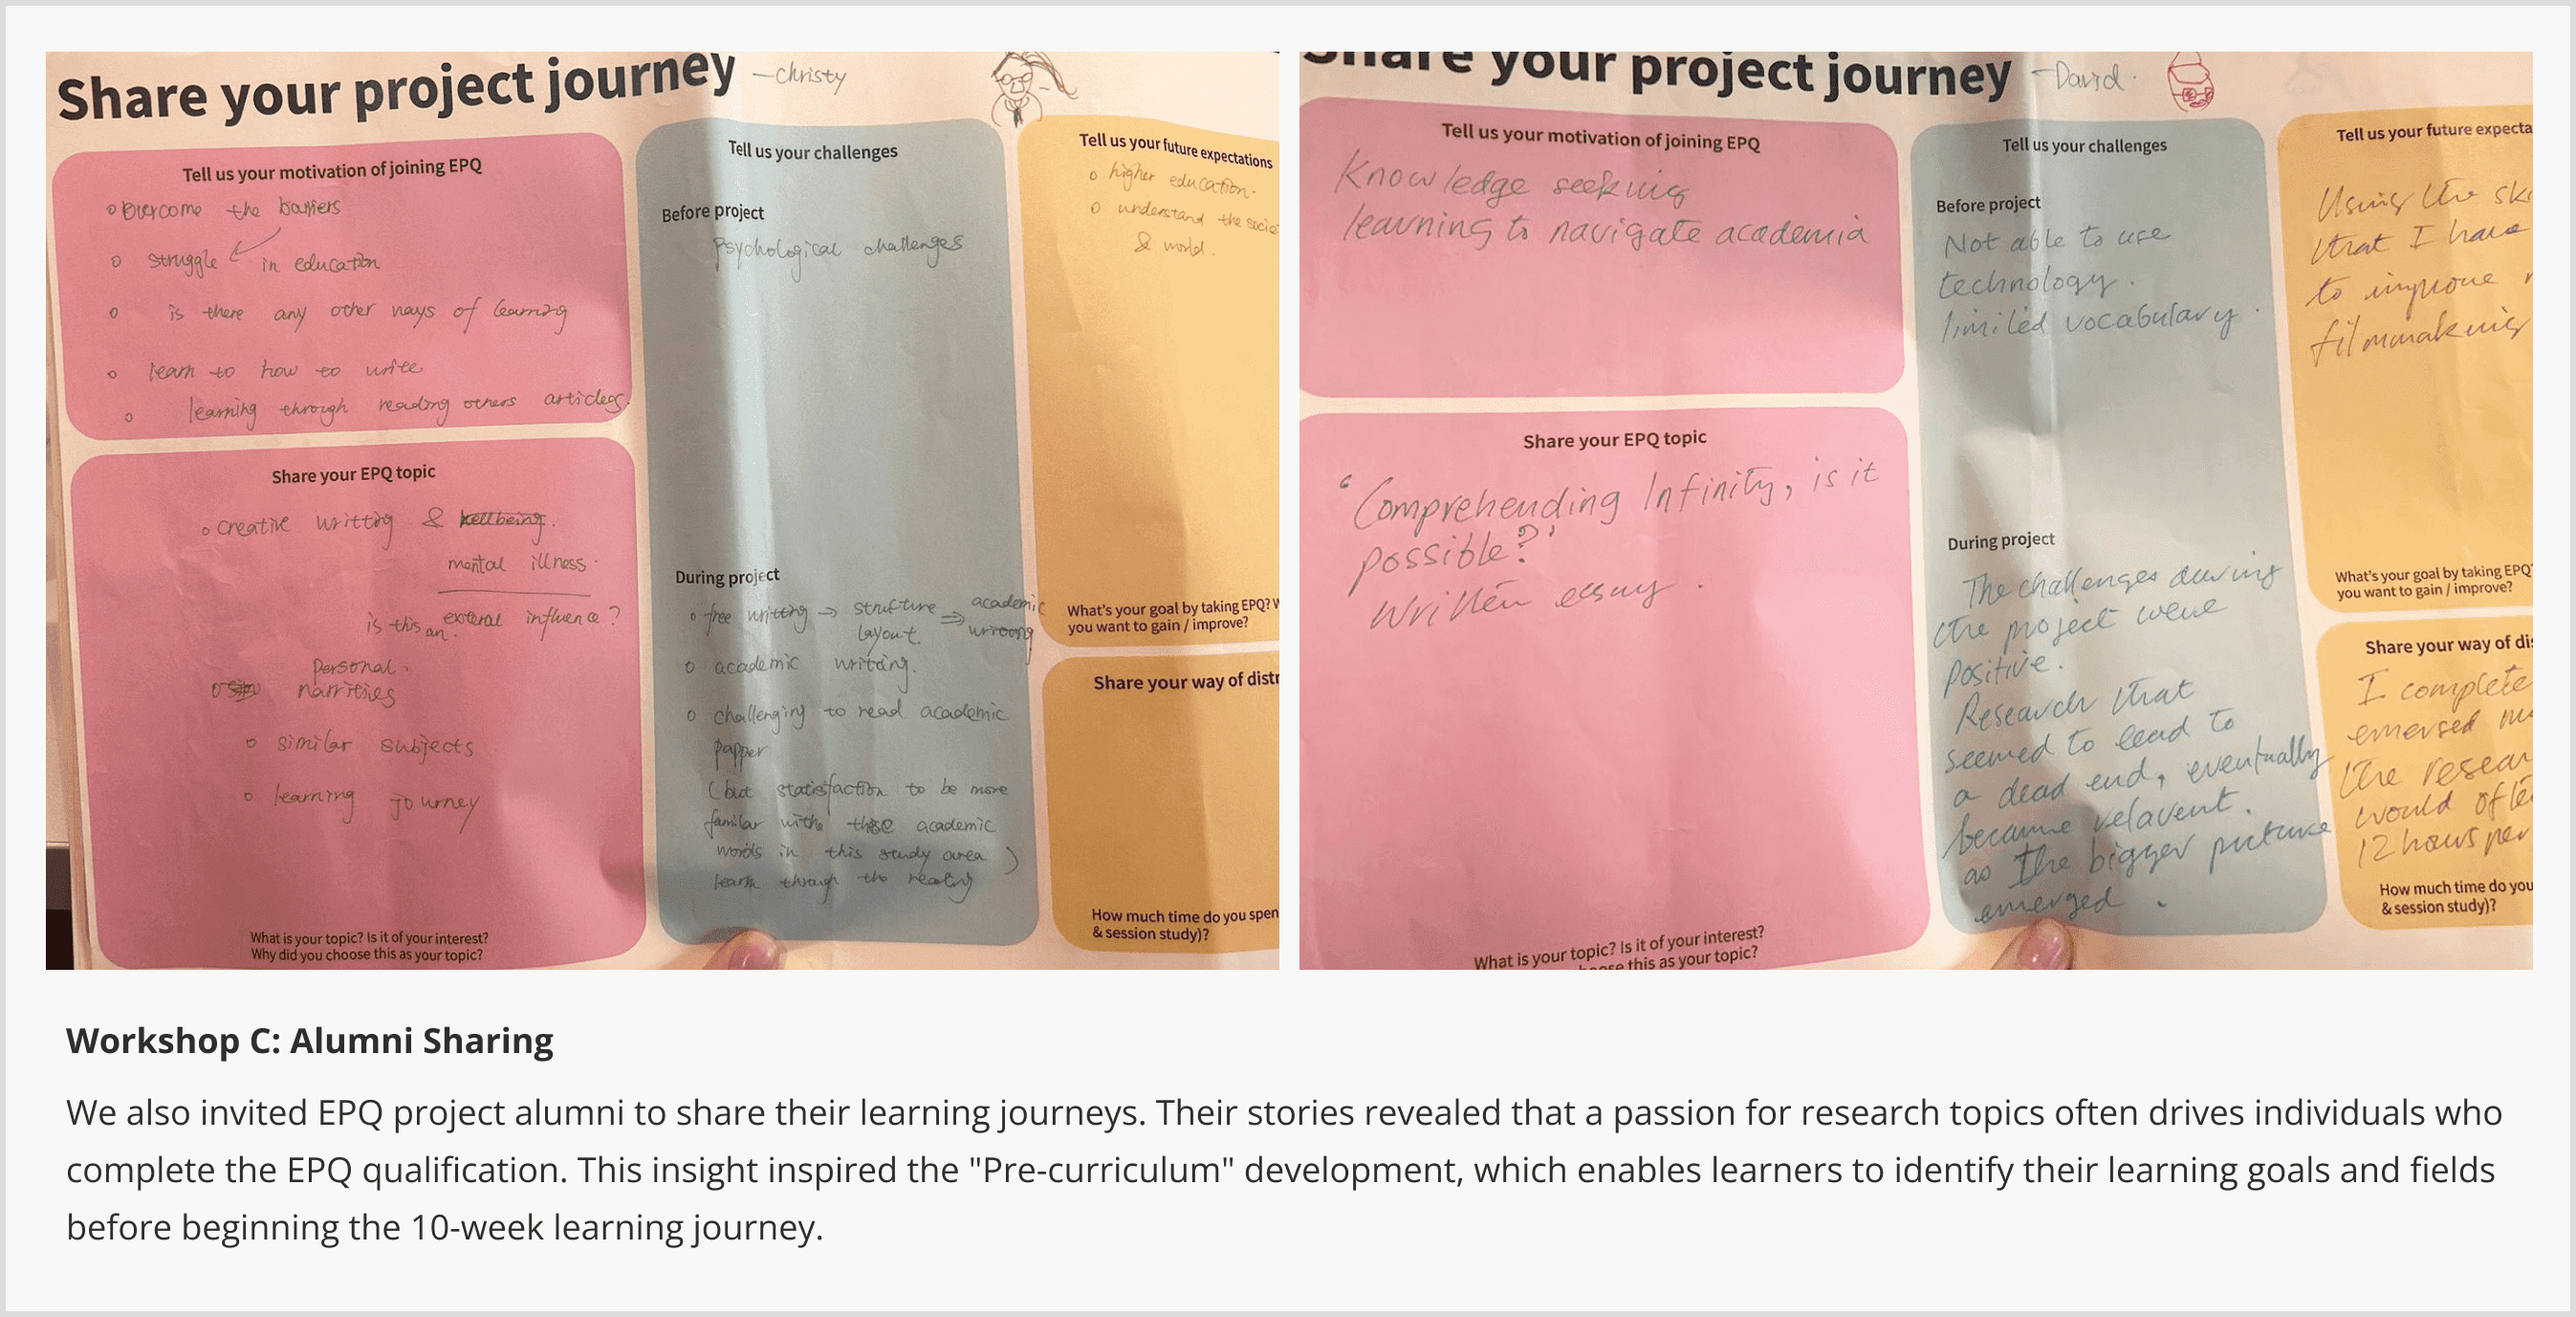 Share your project journey
—Christy
Tell us your motivation of joining EPQ
overcome the barriers
struggle in education
is there any other ways of learning
learn to how to write
learning through reading others articles.
Share your EPQ topic
creative writting & wellbeing.
mental illness.
is this an. exteral influence?
personal.
narrities
similar subjects
learning journey
What is your topic? Is it of your interest?
Why did you choose this as your topic?
Tell us your challenges
Before project
psychological challenges
During project
free writting → structure layout. ⇒ academic writing
academic writing.
challenging to read academic
papper
(but statisfaction to be more
familar withe these academic
words in this study area)
learn through the reading
Tell us your future expectations
higher education.
understand the socie
& world.
What's your goal by taking EPQ? W
you want to gain / improve?
Share your way of distr
How much time do you spen
& session study)?
Share your project journey
—David.
Tell us your motivation of joining EPQ
Knowledge seeking
learning to navigate academia
Share your EPQ topic
'Comprehending Infinity, is it
possible?'
Written essay.
What is your topic? Is it of your interest?
ose this as your topic?
Tell us your challenges
Before project
Not able to use
technology.
limited vocabulary.
During project
The challenges during
the project were
positive.
Research that
seemed to lead to
a dead end, eventually
became relavent.
as the bigger picture
emerged.
Tell us your future expecta
Using the sk
that I have
to improve
filmmaking
What's your goal by taking EPQ
you want to gain / improve?
Share your way of dis
I complete
emersed
the resear
would ofte
12 hours per
How much time do you
& session study)?
Workshop C: Alumni Sharing
We also invited EPQ project alumni to share their learning journeys. Their stories revealed that a passion for research topics often drives individuals who
complete the EPQ qualification. This insight inspired the "Pre-curriculum" development, which enables learners to identify their learning goals and fields
before beginning the 10-week learning journey.